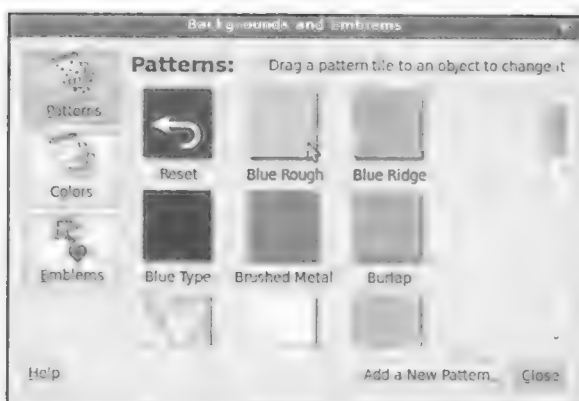 Backgrounds and Emblems
Patterns: Drag a pattern tile to an object to change it
Patterns
Reset Blue Rough Blue Ridge
Colors
Emblems Blue Type Brushed Metal Burlap
Help Add a New Pattern... Close